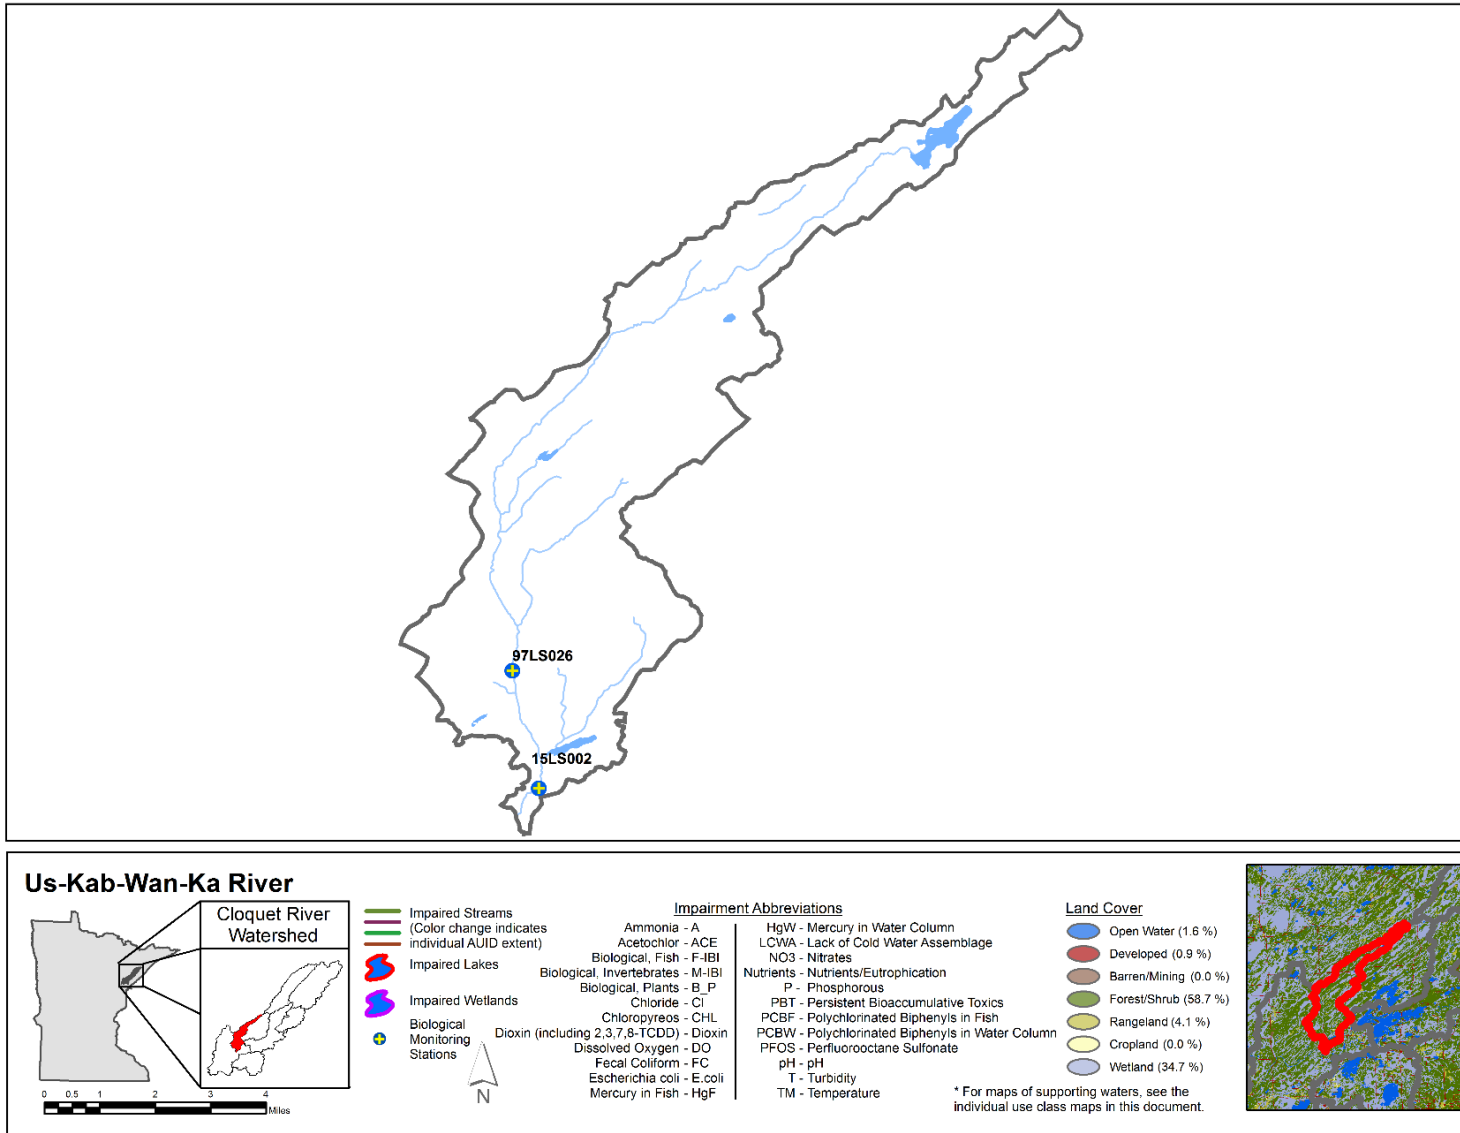 97LS026
15LS002
Us-Kab-Wan-Ka River
Cloquet River
Watershed
0 0.5 1 2 3 4
Miles
Impaired Streams
(Color change indicates
individual AUID extent)
Impaired Lakes
Impaired Wetlands
Biological
Monitoring
Stations
N
Impairment Abbreviations
Ammonia - A
Acetochlor - ACE
Biological, Fish - F-IBI
Biological, Invertebrates - M-IBI
Biological, Plants - B_P
Chloride - Cl
Chloropyreos - CHL
Dioxin (including 2,3,7,8-TCDD) - Dioxin
Dissolved Oxygen - DO
Fecal Coliform - FC
Escherichia coli - E.coli
Mercury in Fish - HgF
HgW - Mercury in Water Column
LCWA - Lack of Cold Water Assemblage
NO3 - Nitrates
Nutrients - Nutrients/Eutrophication
P - Phosphorous
PBT - Persistent Bioaccumulative Toxics
PCBF - Polychlorinated Biphenyls in Fish
PCBW - Polychlorinated Biphenyls in Water Column
PFOS - Perfluorooctane Sulfonate
pH - pH
T - Turbidity
TM - Temperature
Land Cover
Open Water (1.6 %)
Developed (0.9 %)
Barren/Mining (0.0 %)
Forest/Shrub (58.7 %)
Rangeland (4.1 %)
Cropland (0.0 %)
Wetland (34.7 %)
* For maps of supporting waters, see the
individual use class maps in this document.